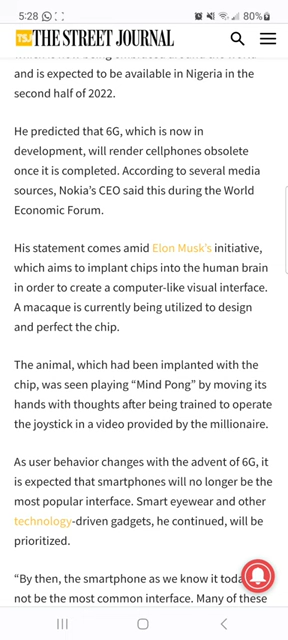 5:28 80%
TSJ THE STREET JOURNAL
and is expected to be available in Nigeria in the
second half of 2022.
He predicted that 6G, which is now in
development, will render cellphones obsolete
once it is completed. According to several media
sources, Nokia's CEO said this during the World
Economic Forum.
His statement comes amid Elon Musk's initiative,
which aims to implant chips into the human brain
in order to create a computer-like visual interface.
A macaque is currently being utilized to design
and perfect the chip.
The animal, which had been implanted with the
chip, was seen playing “Mind Pong” by moving its
hands with thoughts after being trained to operate
the joystick in a video provided by the millionaire.
As user behavior changes with the advent of 6G, it
is expected that smartphones will no longer be the
most popular interface. Smart eyewear and other
technology-driven gadgets, he continued, will be
prioritized.
“By then, the smartphone as we know it
not be the most common interface. Many of these